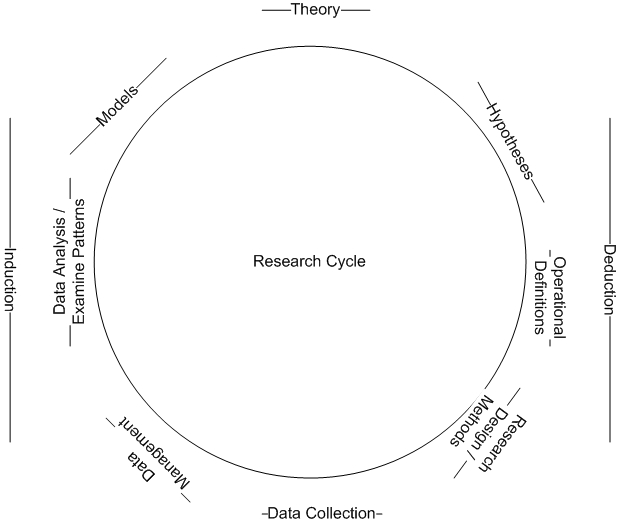 Theory
Models
Hypotheses
Induction
Data Analysis /
Examine Patterns
Research Cycle
Operational
Definitions
Deduction
Research
Design /
Methods
Data
Management
Data Collection